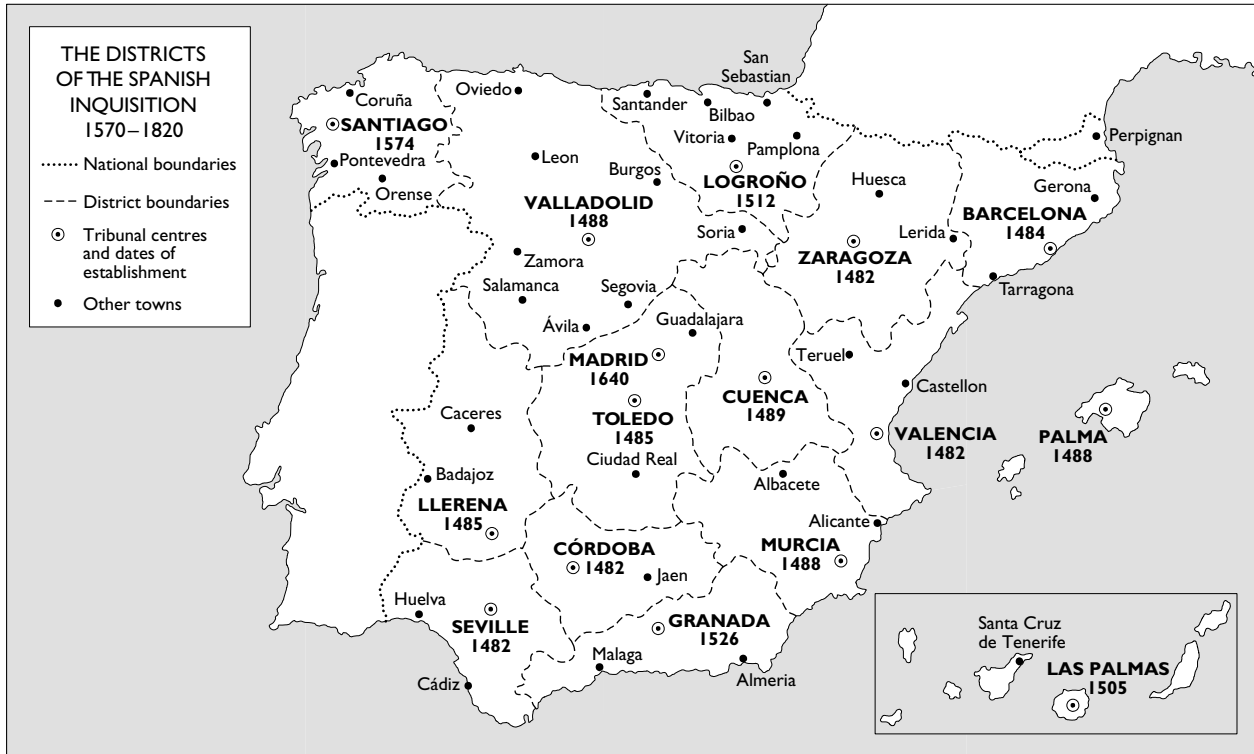 THE DISTRICTS
OF THE SPANISH
INQUISITION
1570–1820
National boundaries
District boundaries
Tribunal centres
and dates of
establishment
Other towns
Coruña
SANTIAGO
1574
Pontevedra
Orense
Oviedo
Leon
Santander
San
Sebastian
Bilbao
Vitoria
Pamplona
Burgos
LOGROÑO
1512
VALLADOLID
1488
Soria
Zamora
Salamanca
Segovia
Ávila
Huesca
Lerida
ZARAGOZA
1482
Perpignan
Gerona
BARCELONA
1484
Tarragona
Guadalajara
MADRID
1640
TOLEDO
1485
Ciudad Real
CUENCA
1489
Teruel
Castellon
VALENCIA
1482
PALMA
1488
Caceres
Badajoz
LLERENA
1485
Albacete
Alicante
MURCIA
1488
CÓRDOBA
1482
Jaen
Huelva
SEVILLE
1482
Cádiz
GRANADA
1526
Malaga
Almeria
Santa Cruz
de Tenerife
LAS PALMAS
1505